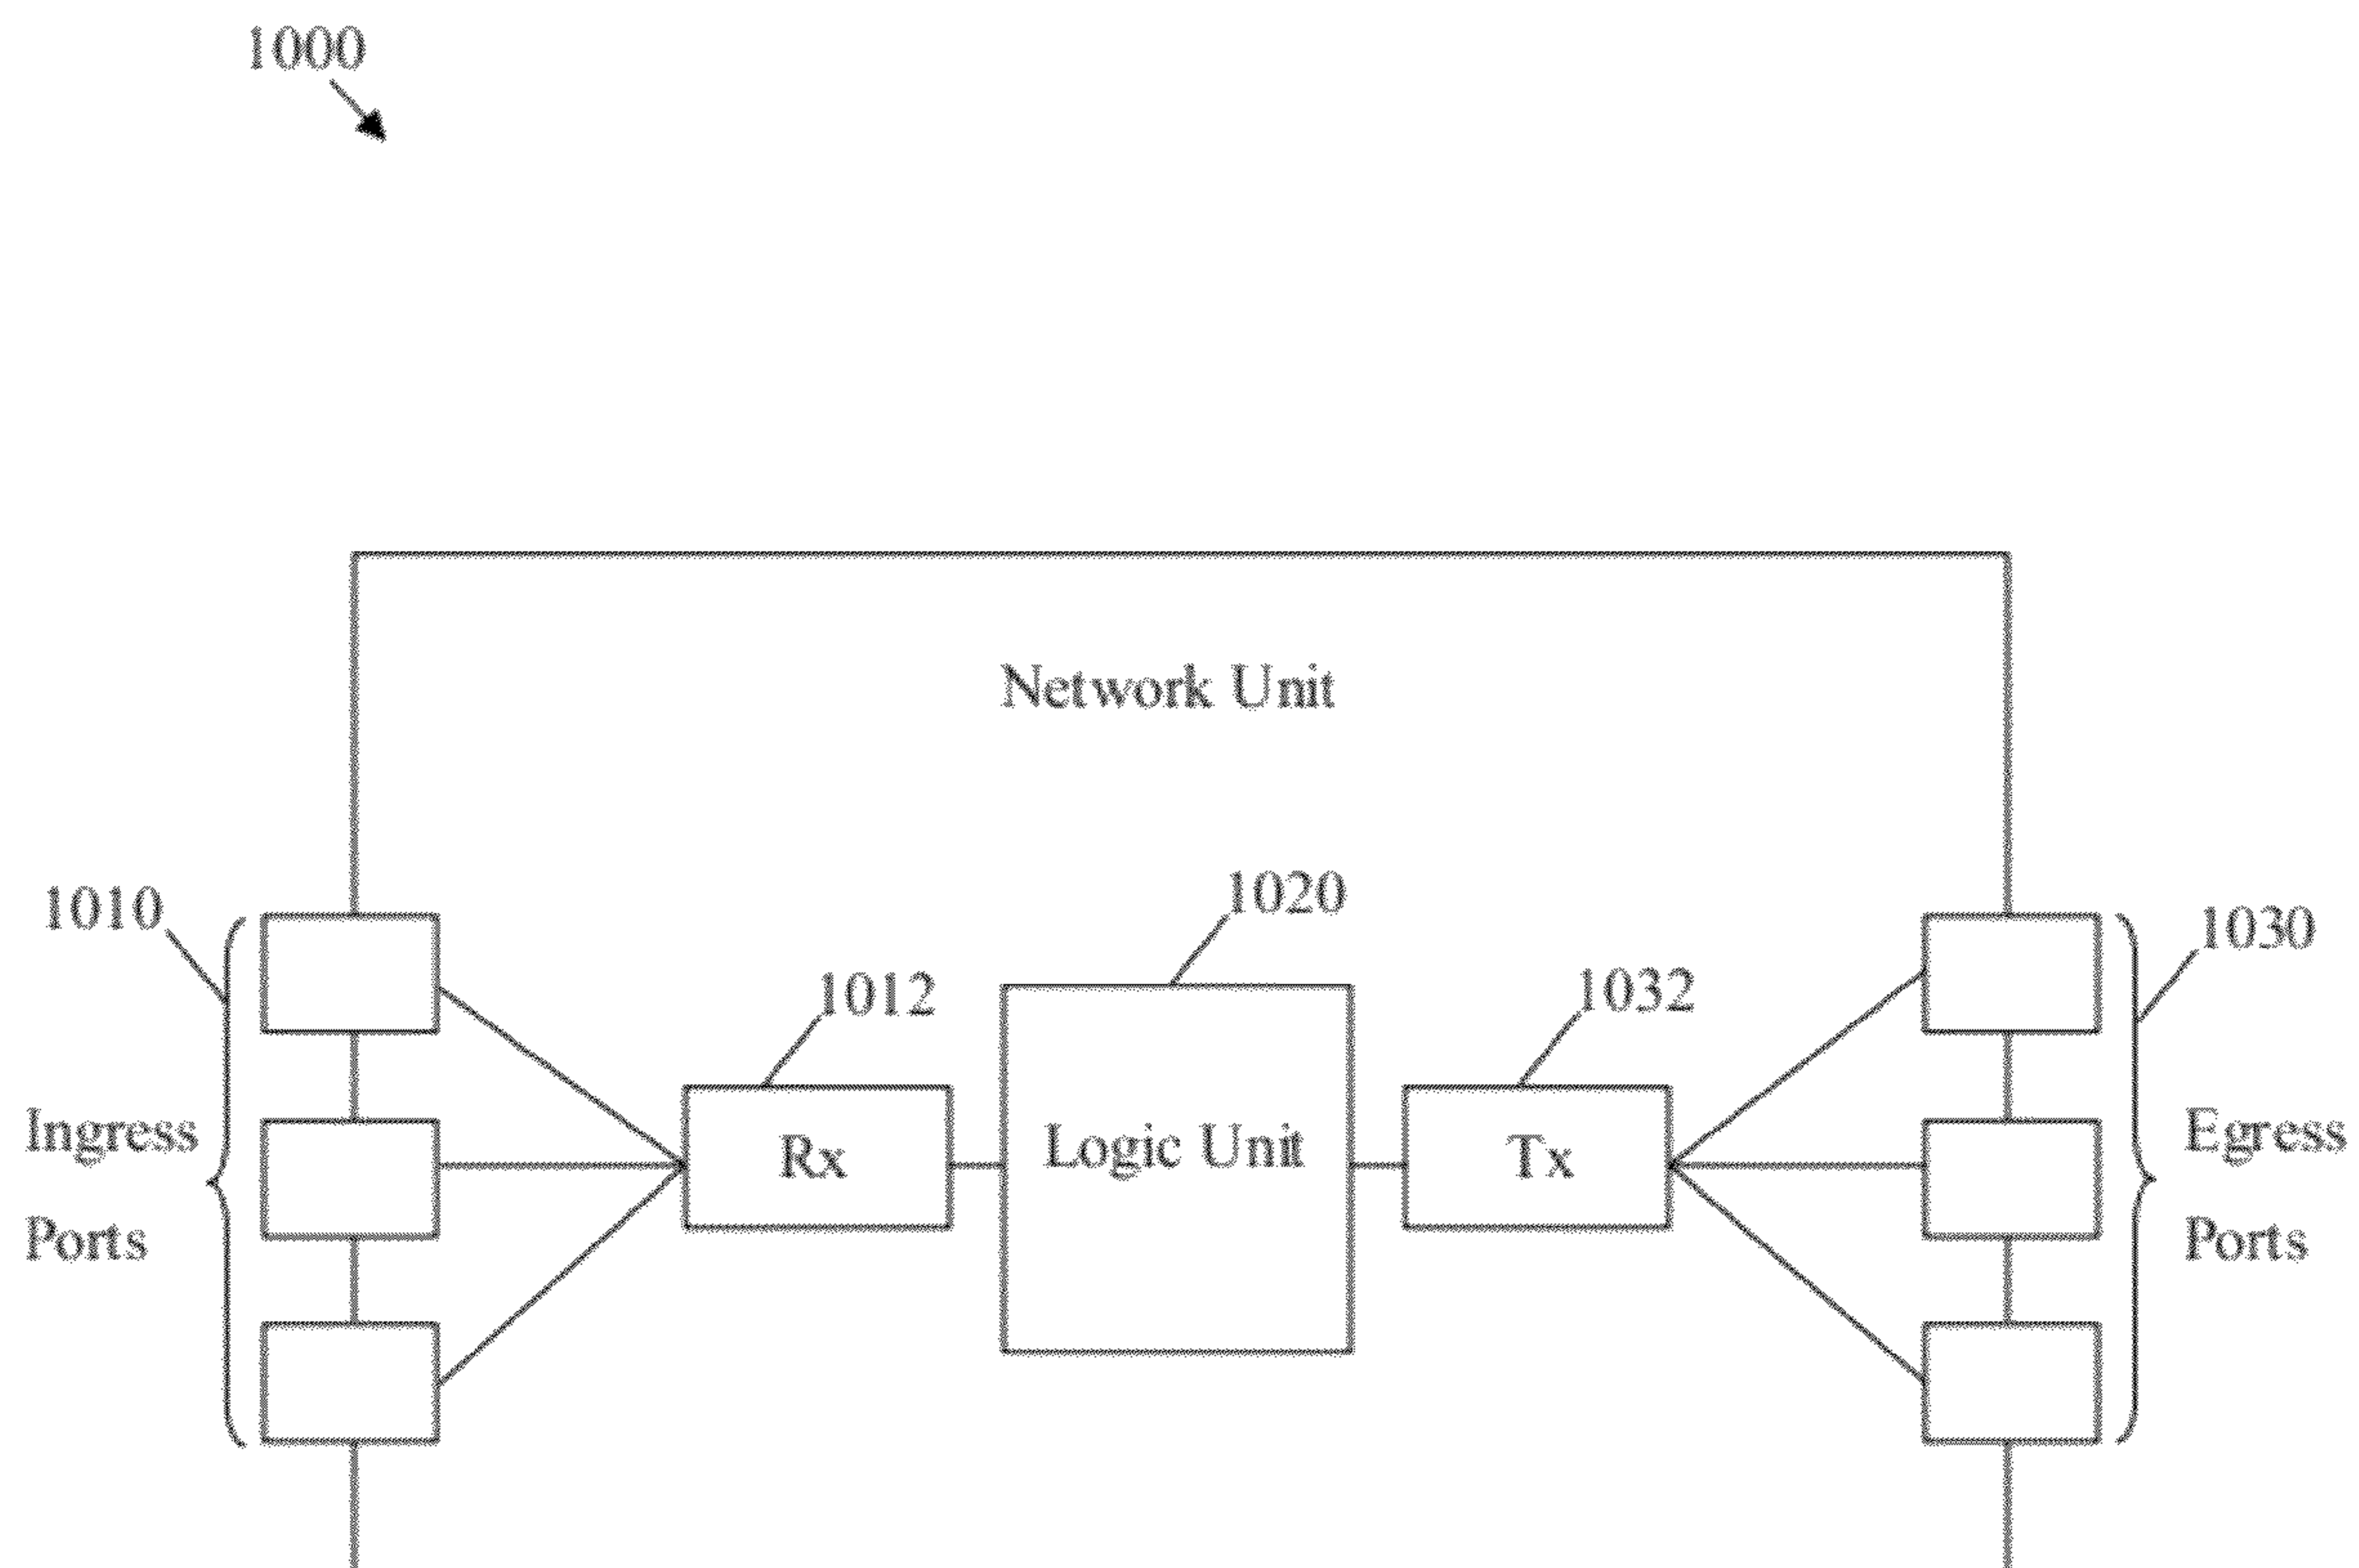 1000
Network Unit
1010
1020
1030
1012
1032
Ingress
Ports
Rx
Logic Unit
Tx
Egress
Ports